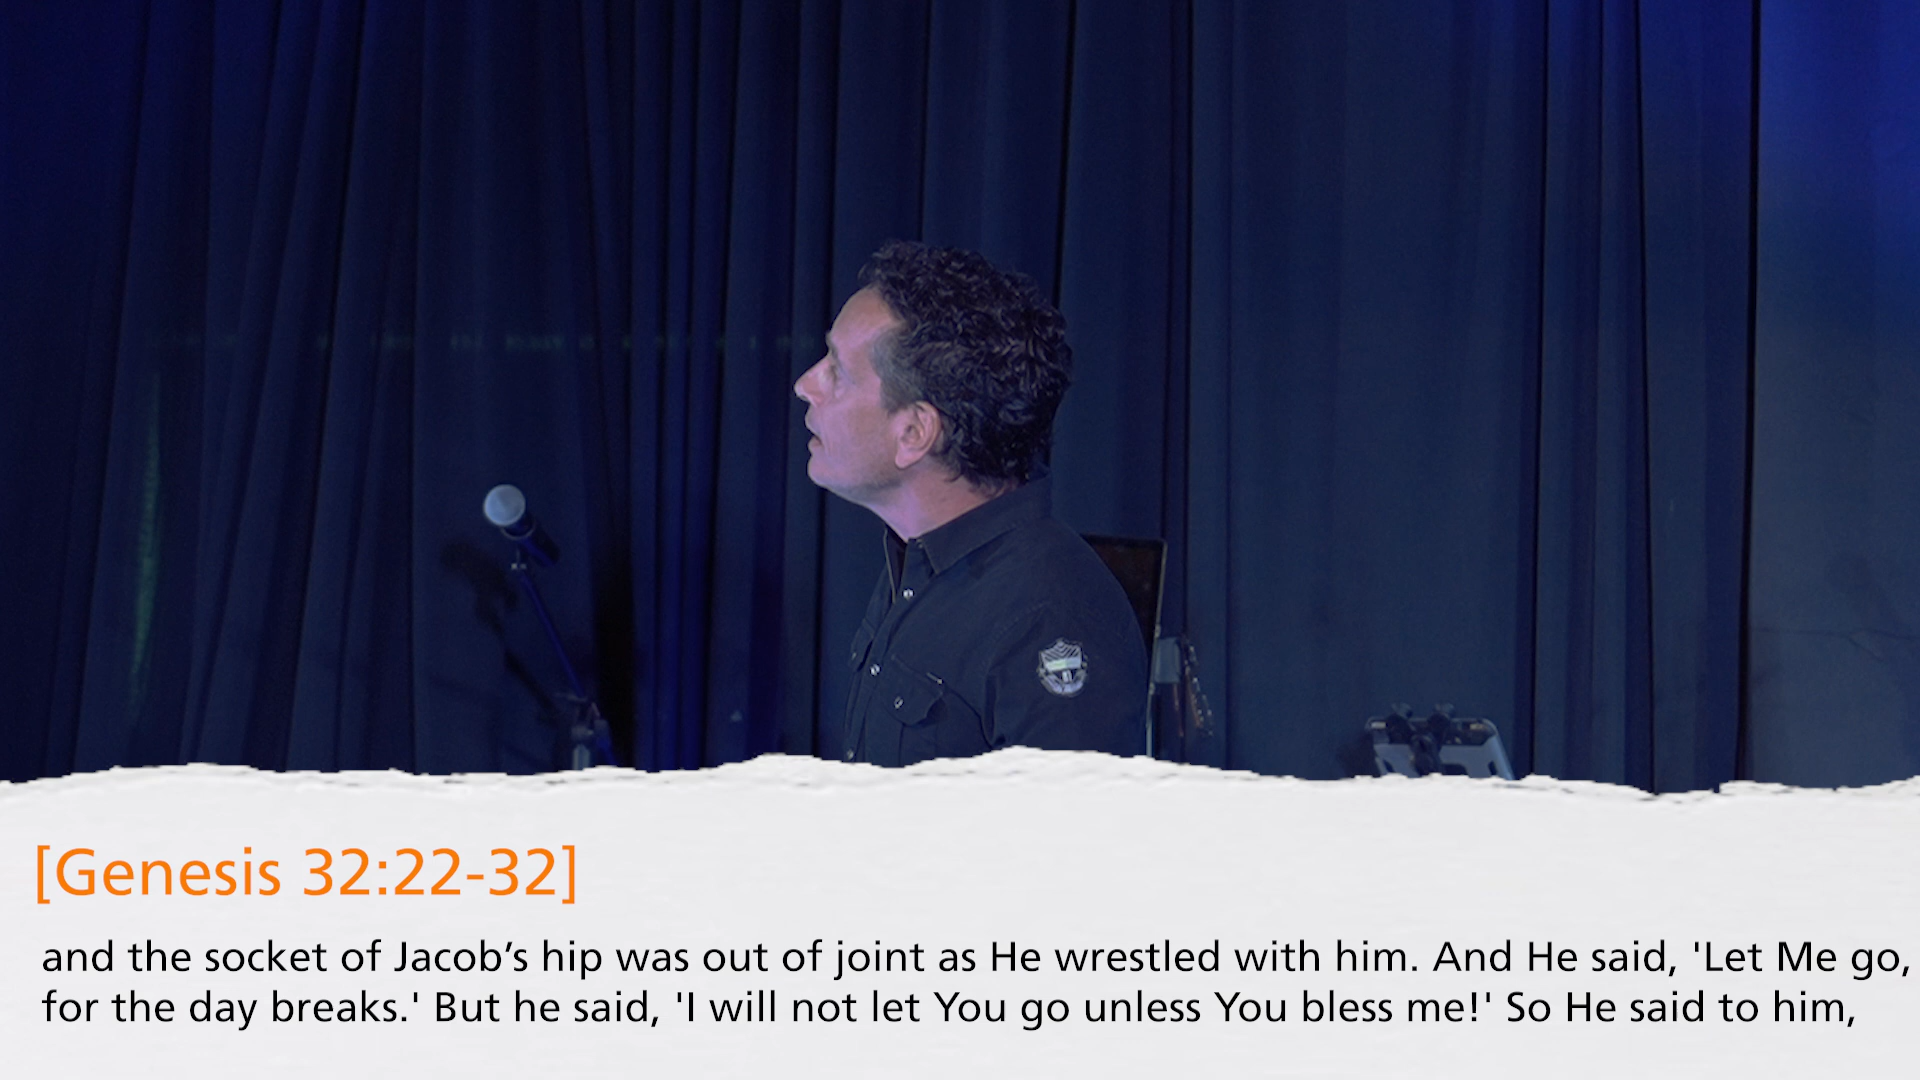 [Genesis 32:22-32]
and the socket of Jacob’s hip was out of joint as He wrestled with him. And He said, 'Let Me go,
for the day breaks.' But he said, 'I will not let You go unless You bless me!' So He said to him,